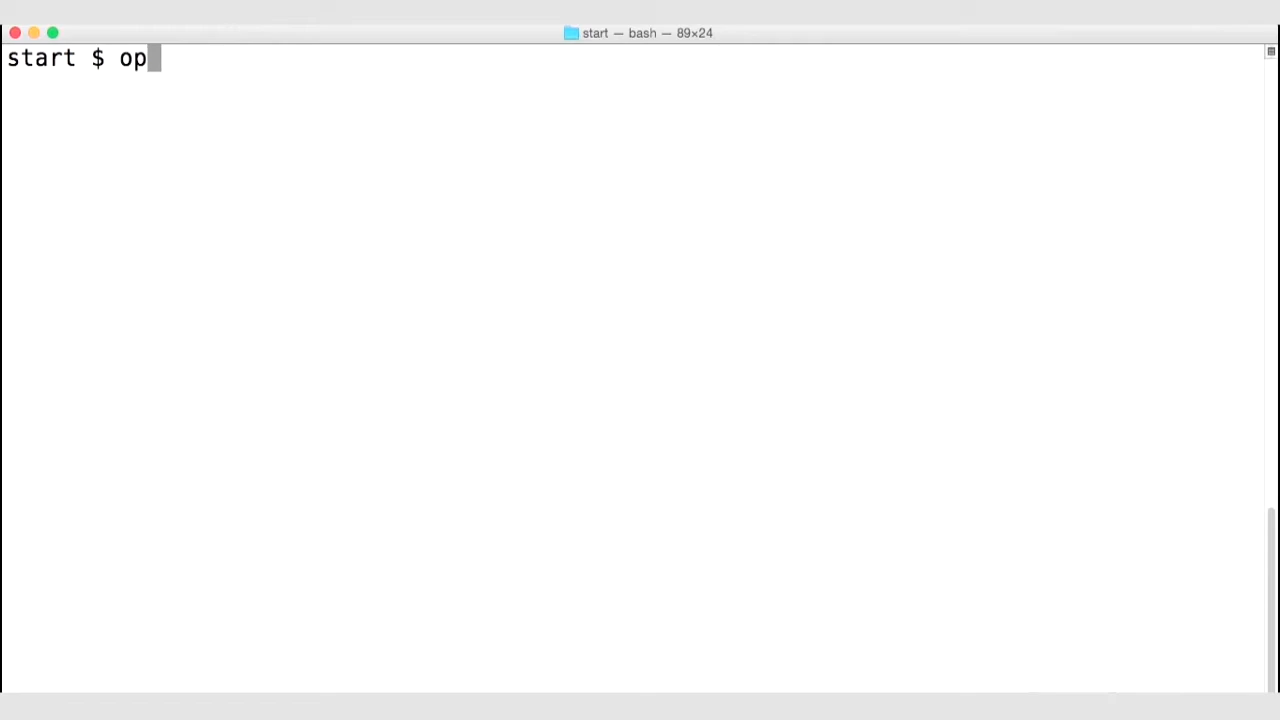 start — bash — 89×24
start $ op